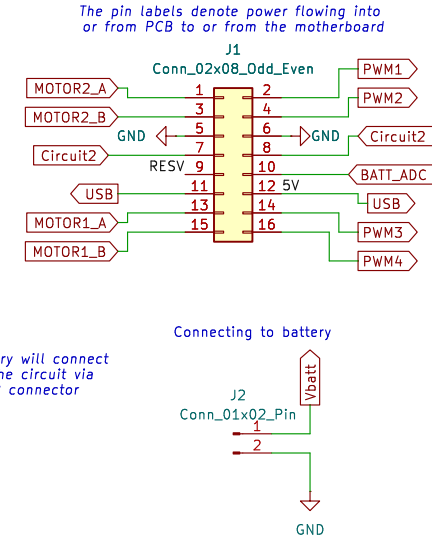 The pin labels denote power flowing into
or from PCB to or from the motherboard
J1
Conn_02x08_Odd_Even
MOTOR2_A 1 2 PWM1
MOTOR2_B 3 4 PWM2
GND 5 6 GND
Circuit2 7 8 Circuit2
RESV 9 10 BATT_ADC
USB 11 12 5V USB
MOTOR1_A 13 14 PWM3
MOTOR1_B 15 16 PWM4
Connecting to battery
ry will connect
ne circuit via
connector
Vbatt
J2
Conn_01x02_Pin
1
2
GND